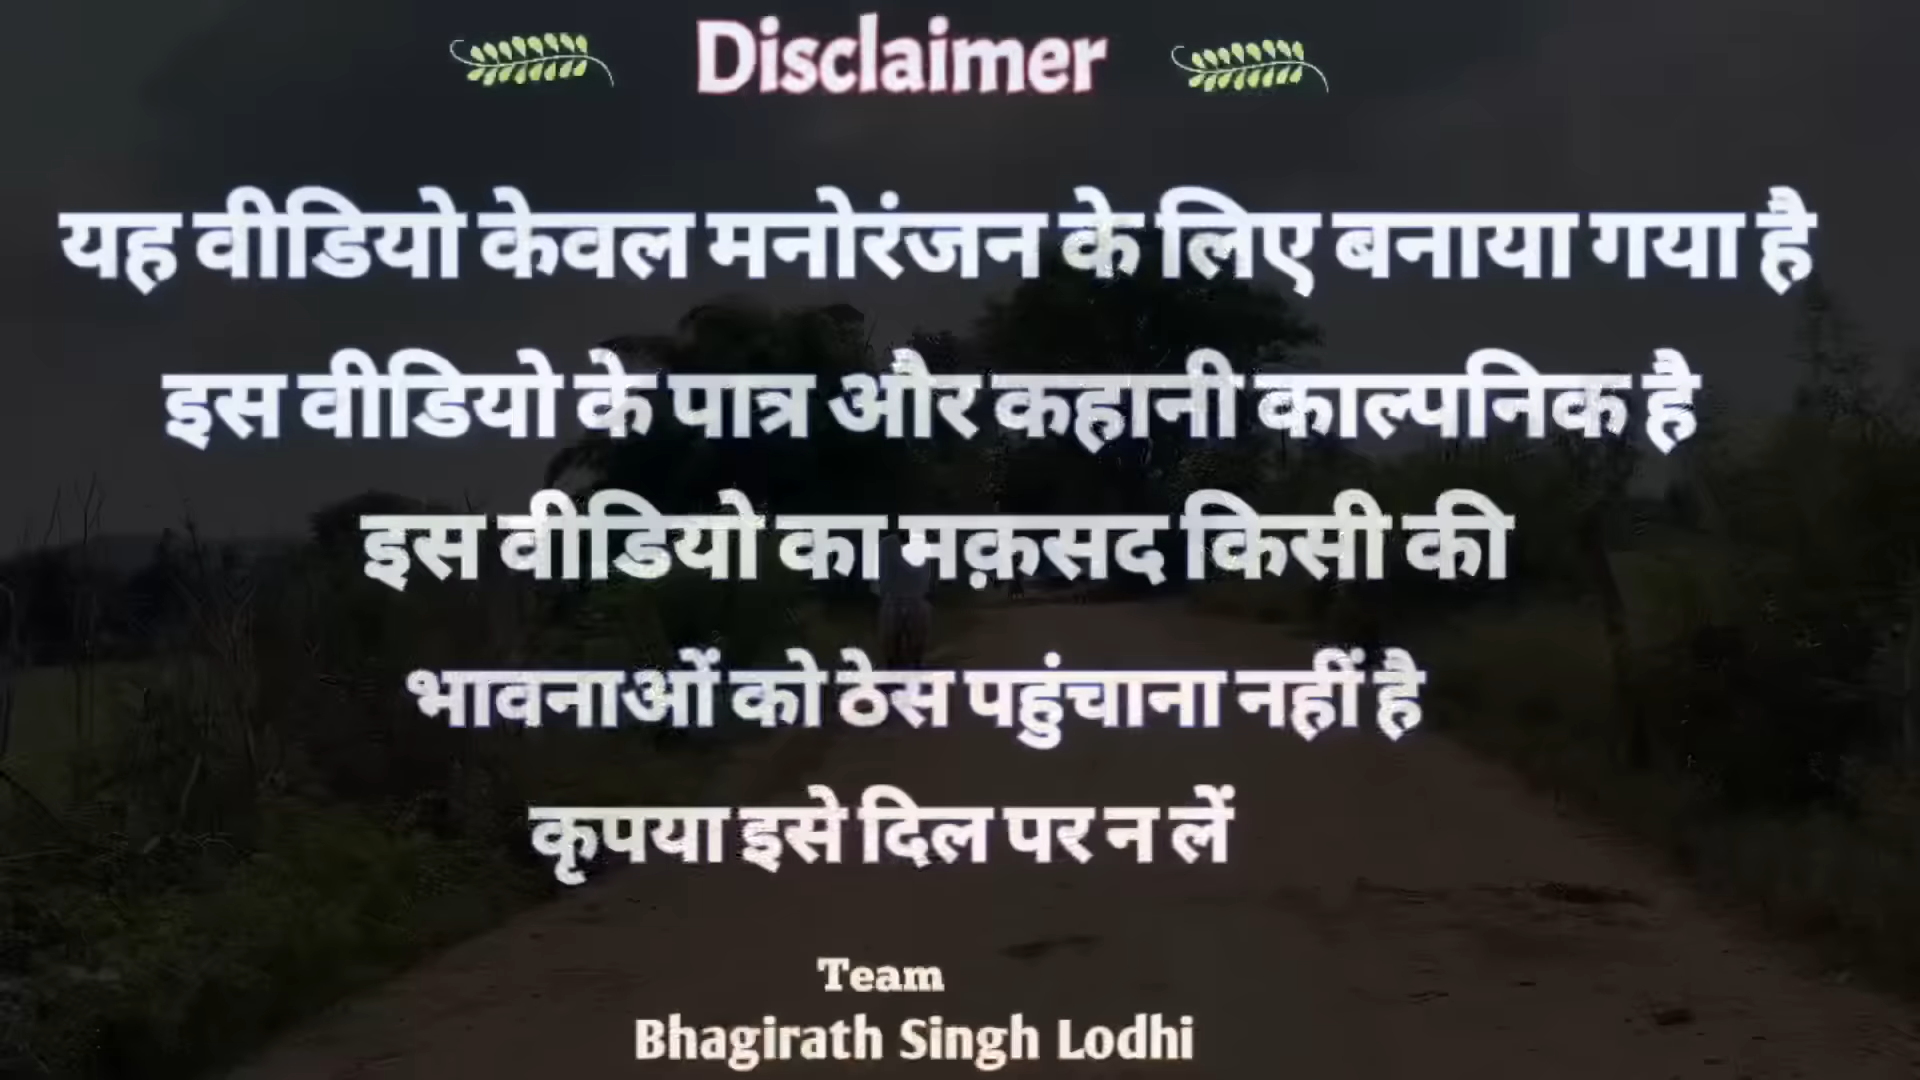 Disclaimer
यह वीडियो केवल मनोरंजन के लिए बनाया गया है
इस वीडियो के पात्र और कहानी काल्पनिक है
इस वीडियो का मक़सद किसी की
भावनाओं को ठेस पहुंचाना नहीं है
कृपया इसे दिल पर न लें
Team
Bhagirath Singh Lodhi